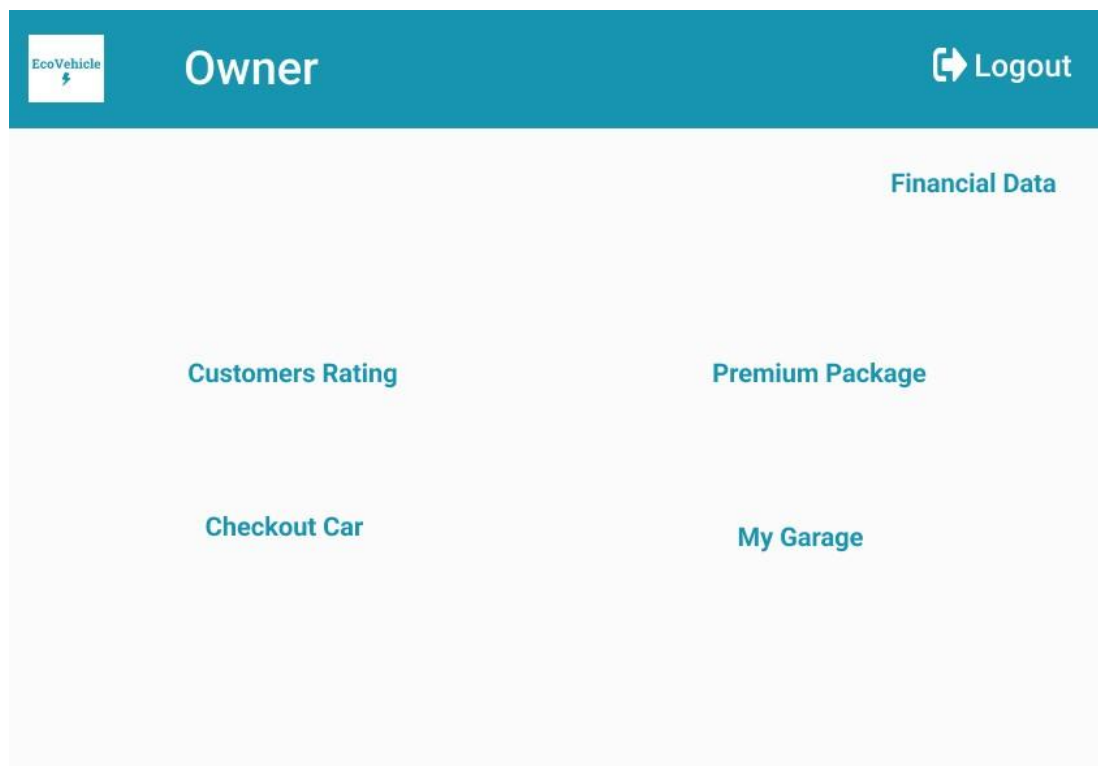 EcoVehicle
Owner
Logout
Financial Data
Customers Rating
Premium Package
Checkout Car
My Garage